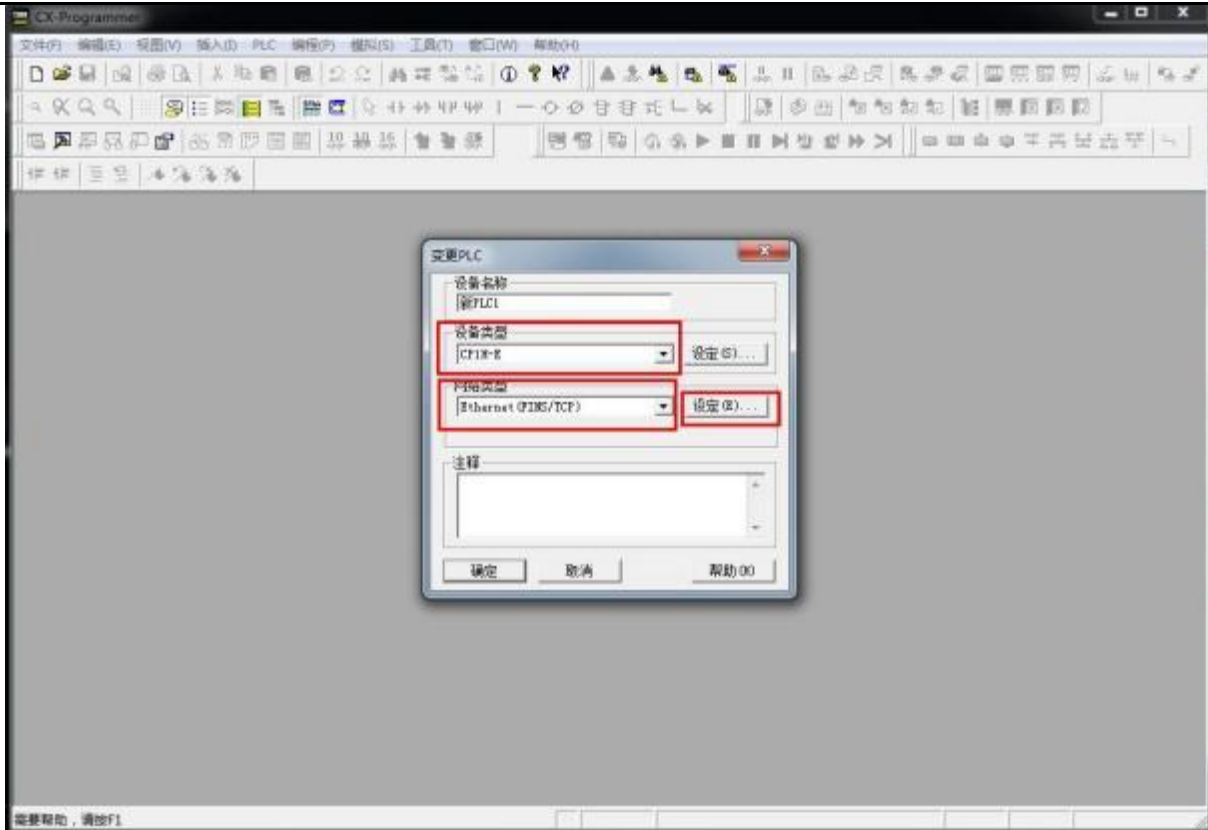 CX-Programmer
文件(F) 编辑(E) 视图(V) 插入(I) PLC 编程(P) 模拟(S) 工具(T) 窗口(W) 帮助(H)
10 10 16
变更PLC
设备名称
新PLC1
设备类型
设定(S)...
网络类型
Ethernet(FINS/TCP)
设定(E)...
注释
确定 取消 帮助(H)
需要帮助，请按F1